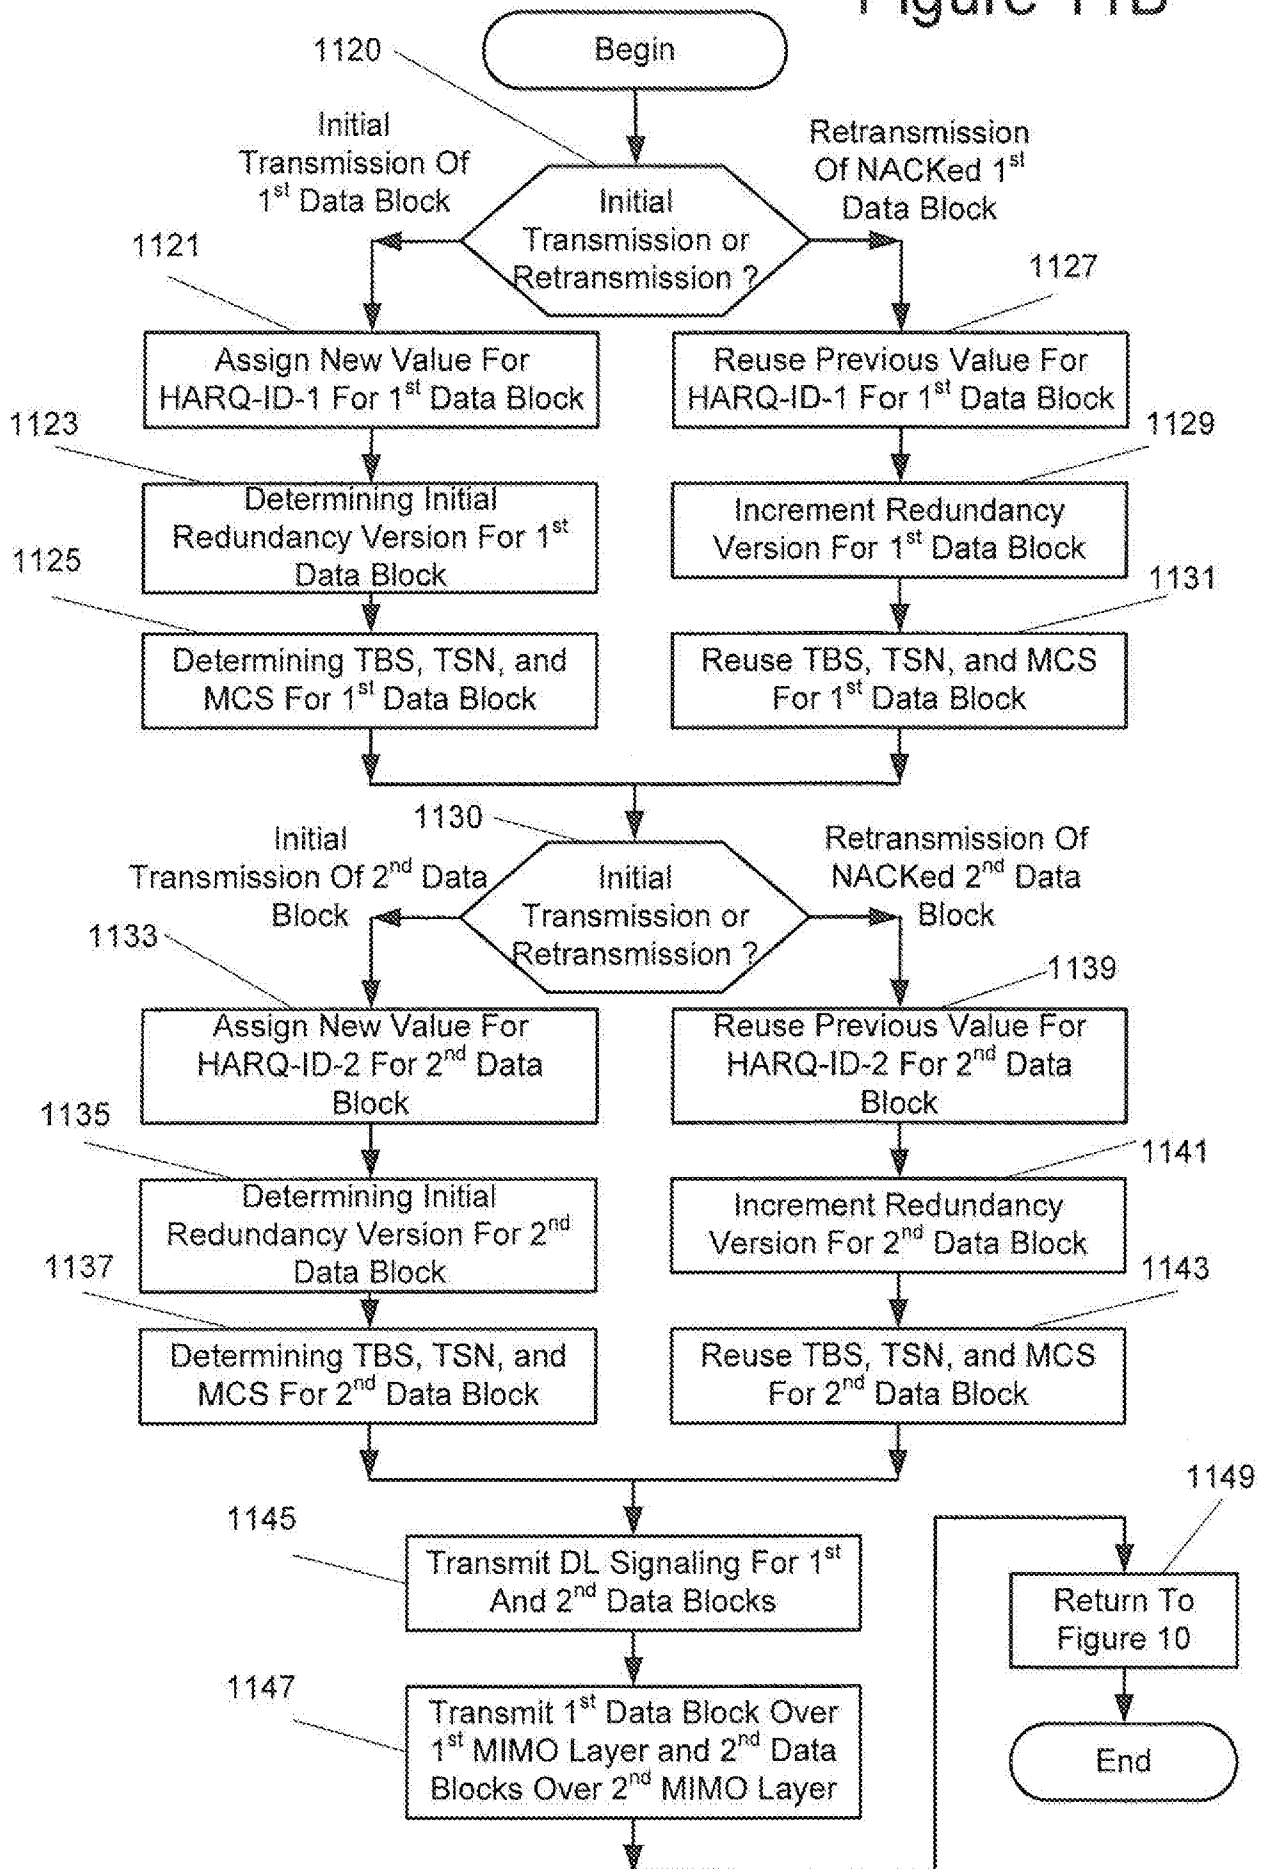 Figure 11B
1120
Begin
Initial
Transmission Of
1st Data Block
Retransmission
Of NACKed 1st
Data Block
Initial
Transmission or
Retransmission ?
1121
1127
Assign New Value For
HARQ-ID-1 For 1st Data Block
Reuse Previous Value For
HARQ-ID-1 For 1st Data Block
1123
1129
Determining Initial
Redundancy Version For 1st
Data Block
Increment Redundancy
Version For 1st Data Block
1125
1131
Determining TBS, TSN, and
MCS For 1st Data Block
Reuse TBS, TSN, and MCS
For 1st Data Block
1130
Initial
Transmission Of 2nd Data
Block
Retransmission Of
NACKed 2nd Data
Block
Initial
Transmission or
Retransmission ?
1133
1139
Assign New Value For
HARQ-ID-2 For 2nd Data
Block
Reuse Previous Value For
HARQ-ID-2 For 2nd Data
Block
1135
1141
Determining Initial
Redundancy Version For 2nd
Data Block
Increment Redundancy
Version For 2nd Data Block
1137
1143
Determining TBS, TSN, and
MCS For 2nd Data Block
Reuse TBS, TSN, and MCS
For 2nd Data Block
1145
Transmit DL Signaling For 1st
And 2nd Data Blocks
1149
Return To
Figure 10
1147
Transmit 1st Data Block Over
1st MIMO Layer and 2nd Data
Blocks Over 2nd MIMO Layer
End